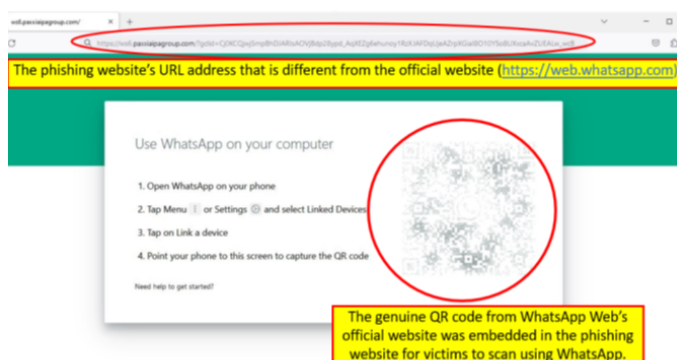 The phishing website's URL address that is different from the official website (https://web.whatsapp.com)
Use WhatsApp on your computer
1. Open WhatsApp on your phone
2. Tap Menu or Settings and select Linked Devices
3. Tap on Link a device
4. Point your phone to this screen to capture the QR code
Need help to get started?
The genuine QR code from WhatsApp Web's
official website was embedded in the phishing
website for victims to scan using WhatsApp.